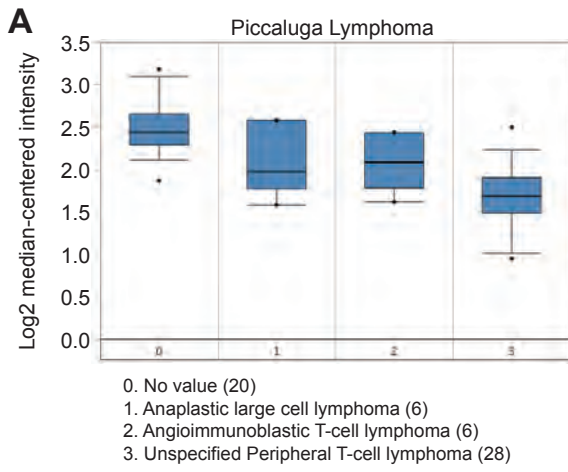 A
Piccaluga Lymphoma
Log2 median-centered intensity
3.5
3.0
2.5
2.0
1.5
1.0
0.5
0.0
0 1 2 3
0. No value (20)
1. Anaplastic large cell lymphoma (6)
2. Angioimmunoblastic T-cell lymphoma (6)
3. Unspecified Peripheral T-cell lymphoma (28)